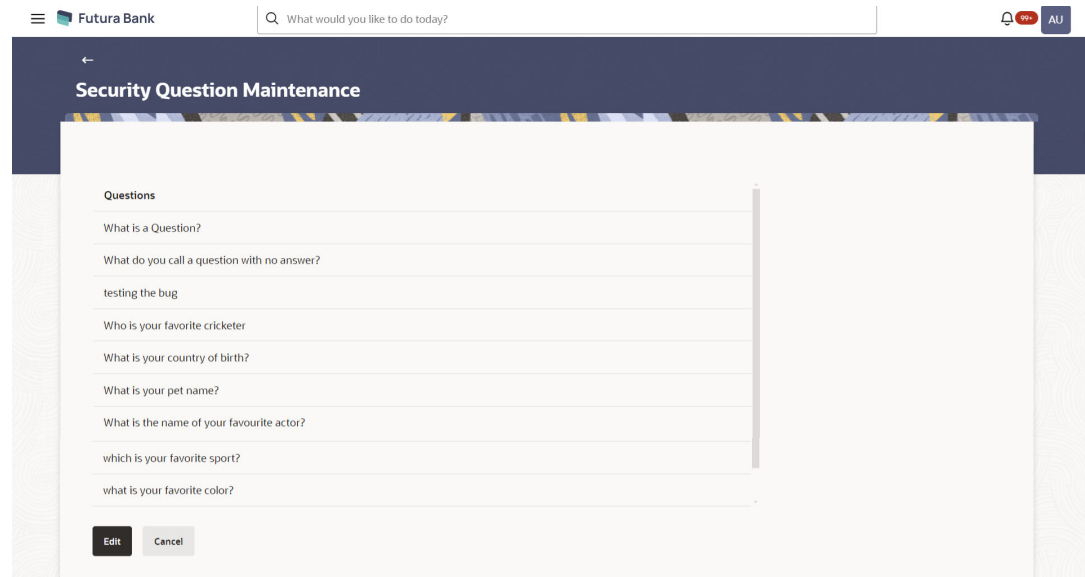 Futura Bank
What would you like to do today?
99+
AU
Security Question Maintenance
Questions
What is a Question?
What do you call a question with no answer?
testing the bug
Who is your favorite cricketer
What is your country of birth?
What is your pet name?
What is the name of your favourite actor?
which is your favorite sport?
what is your favorite color?
Edit
Cancel